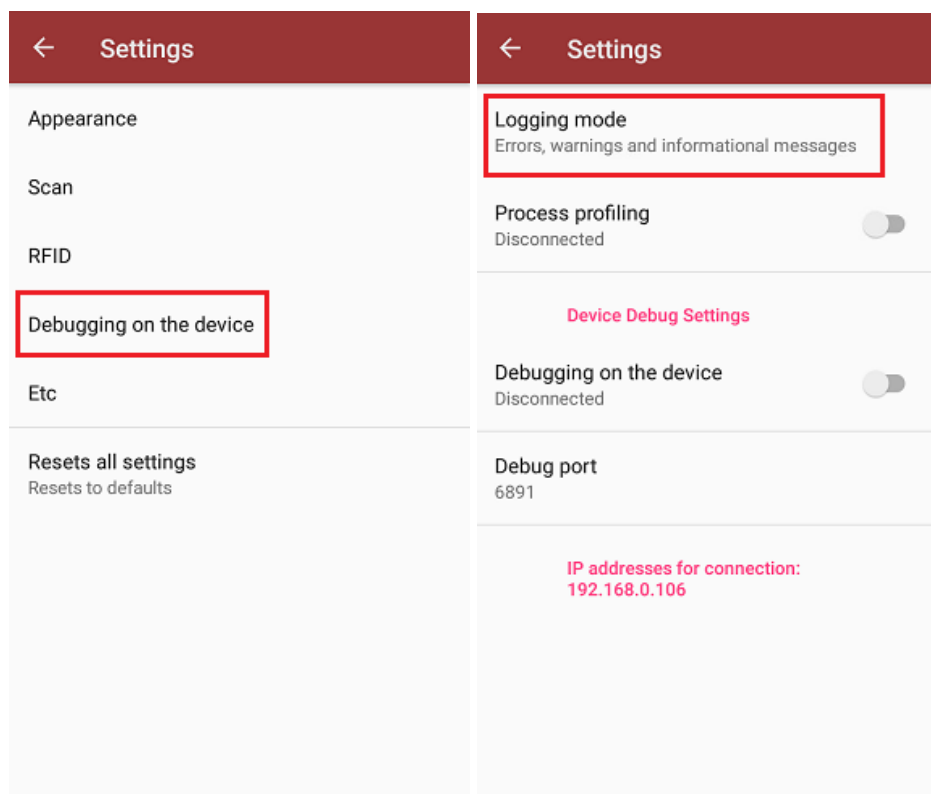 Settings
Appearance
Scan
RFID
Debugging on the device
Etc
Resets all settings
Resets to defaults
Settings
Logging mode
Errors, warnings and informational messages
Process profiling
Disconnected
Device Debug Settings
Debugging on the device
Disconnected
Debug port
6891
IP addresses for connection:
192.168.0.106